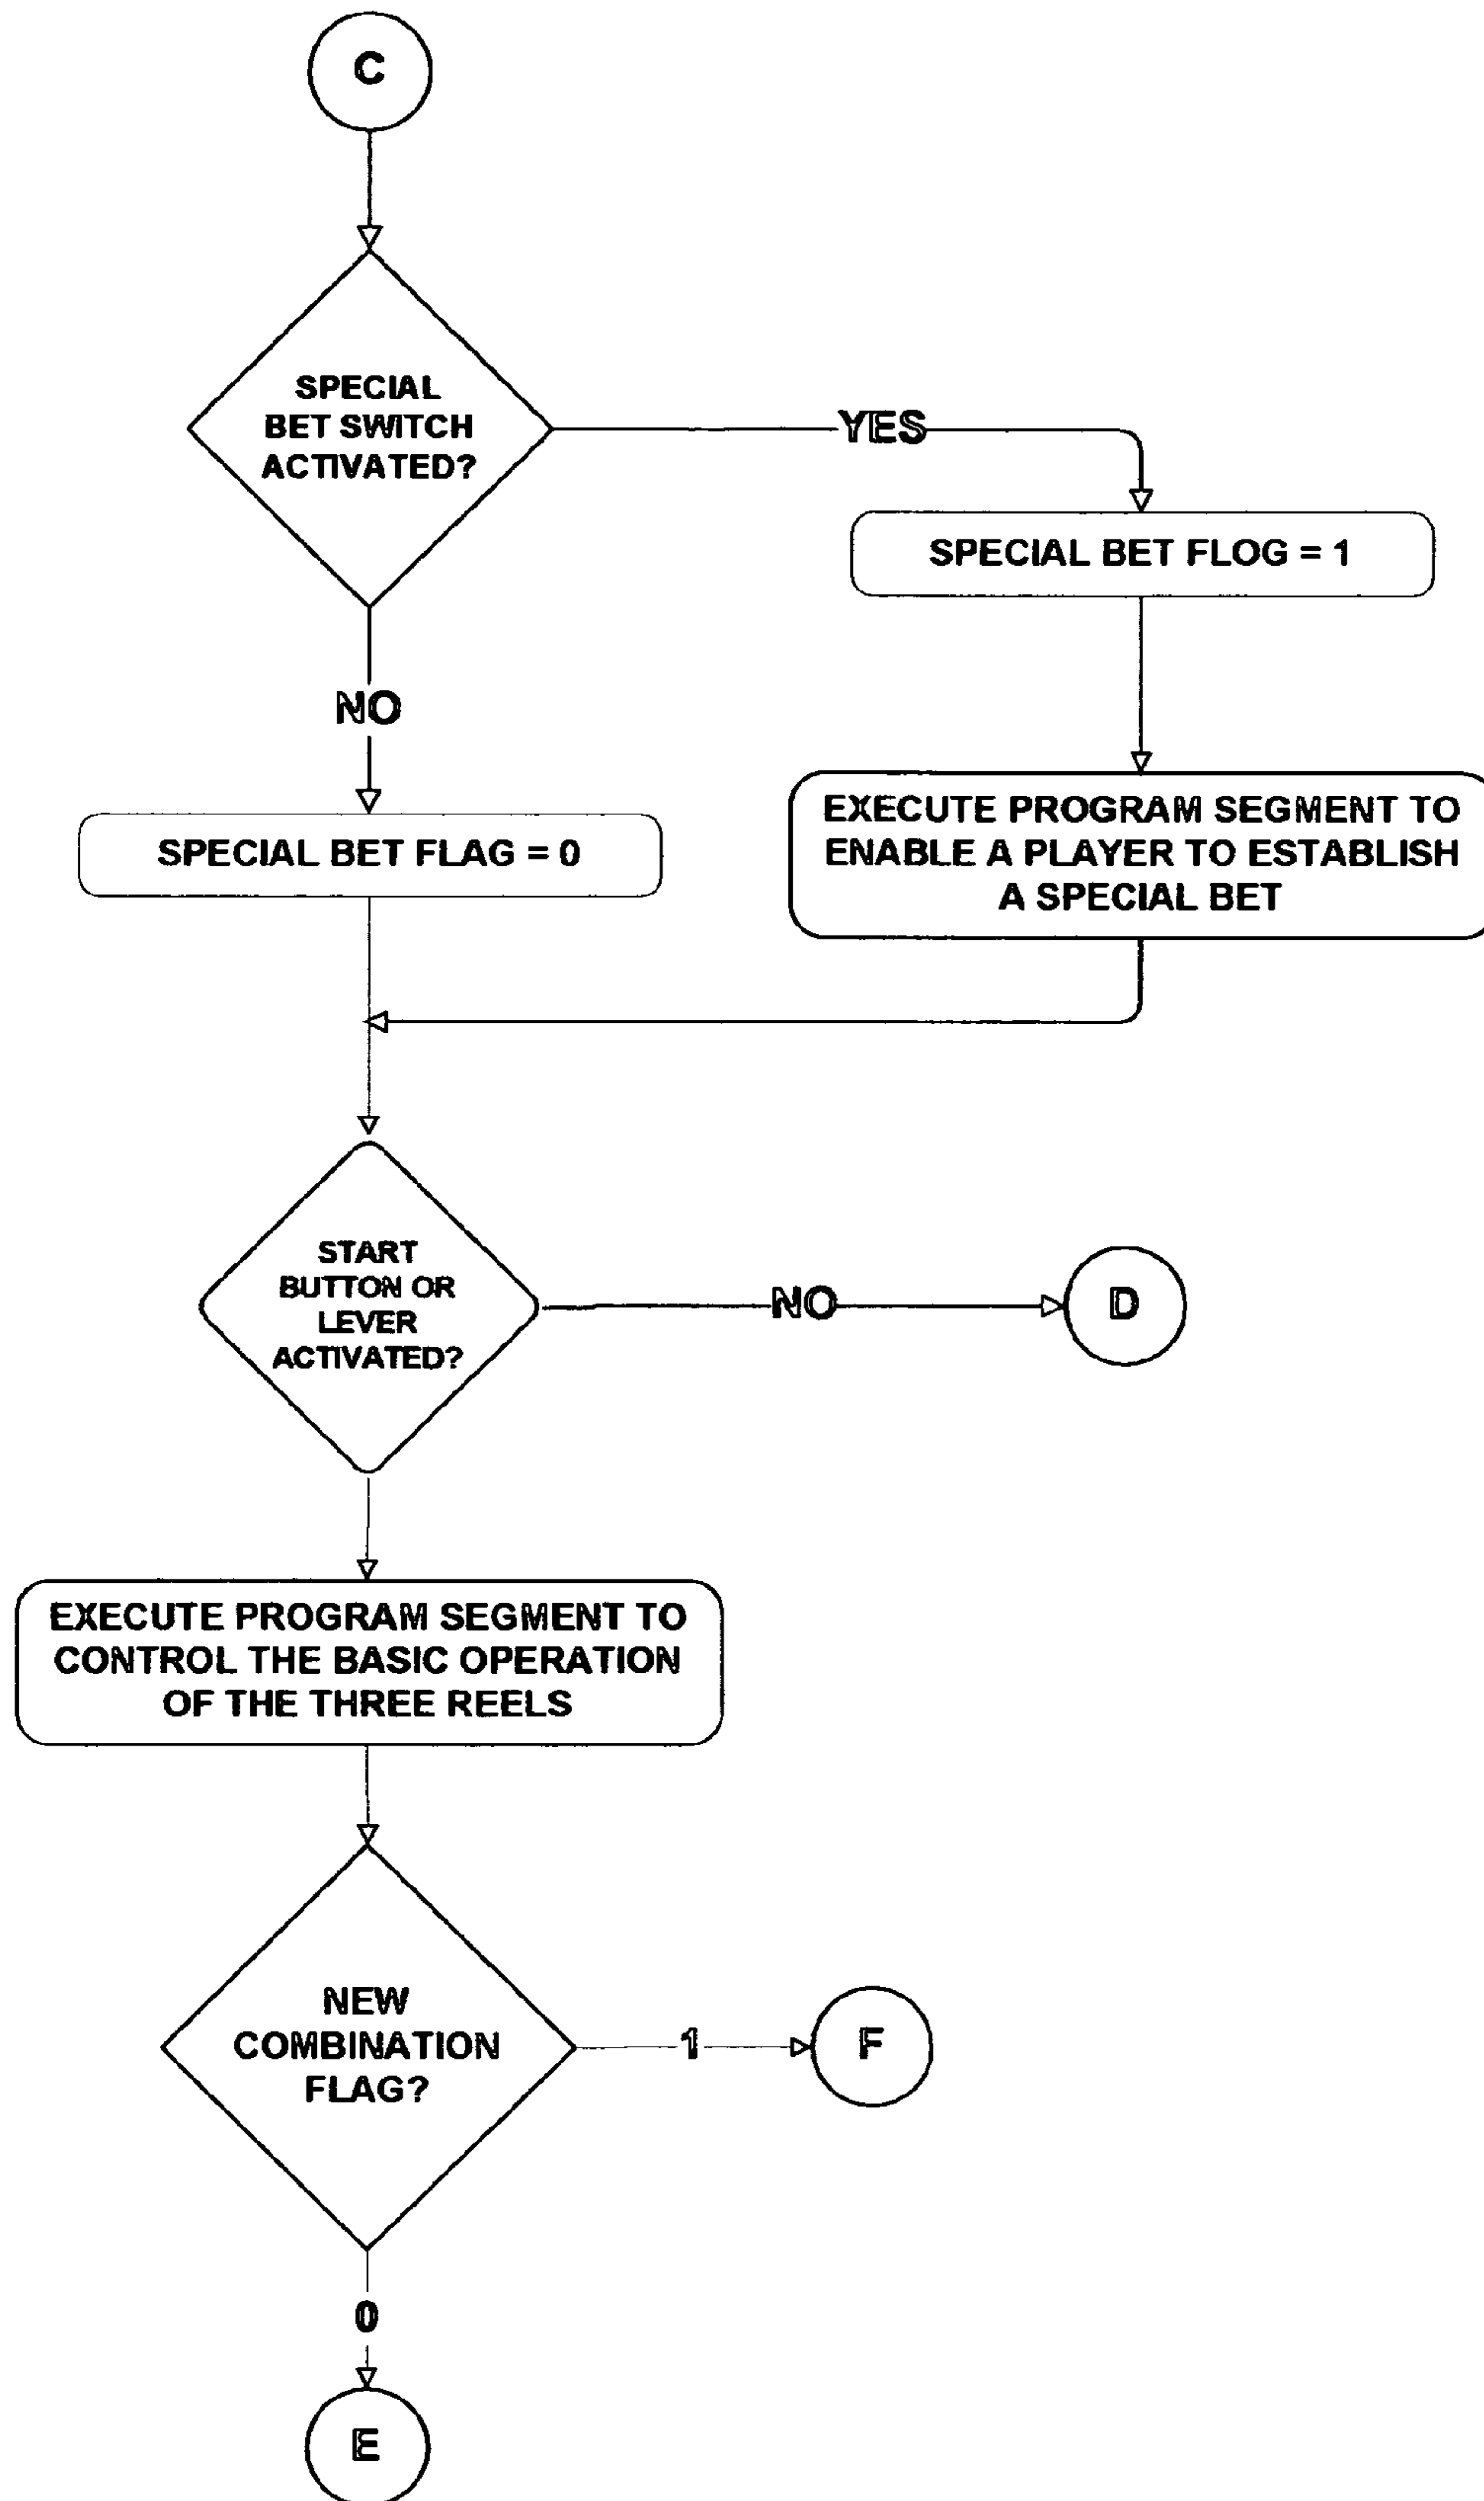 C
SPECIAL
BET SWITCH
ACTIVATED?
YES
SPECIAL BET FLOG = 1
NO
SPECIAL BET FLAG = 0
EXECUTE PROGRAM SEGMENT TO
ENABLE A PLAYER TO ESTABLISH
A SPECIAL BET
START
BUTTON OR
LEVER
ACTIVATED?
NO
D
EXECUTE PROGRAM SEGMENT TO
CONTROL THE BASIC OPERATION
OF THE THREE REELS
NEW
COMBINATION
FLAG?
1
F
0
E